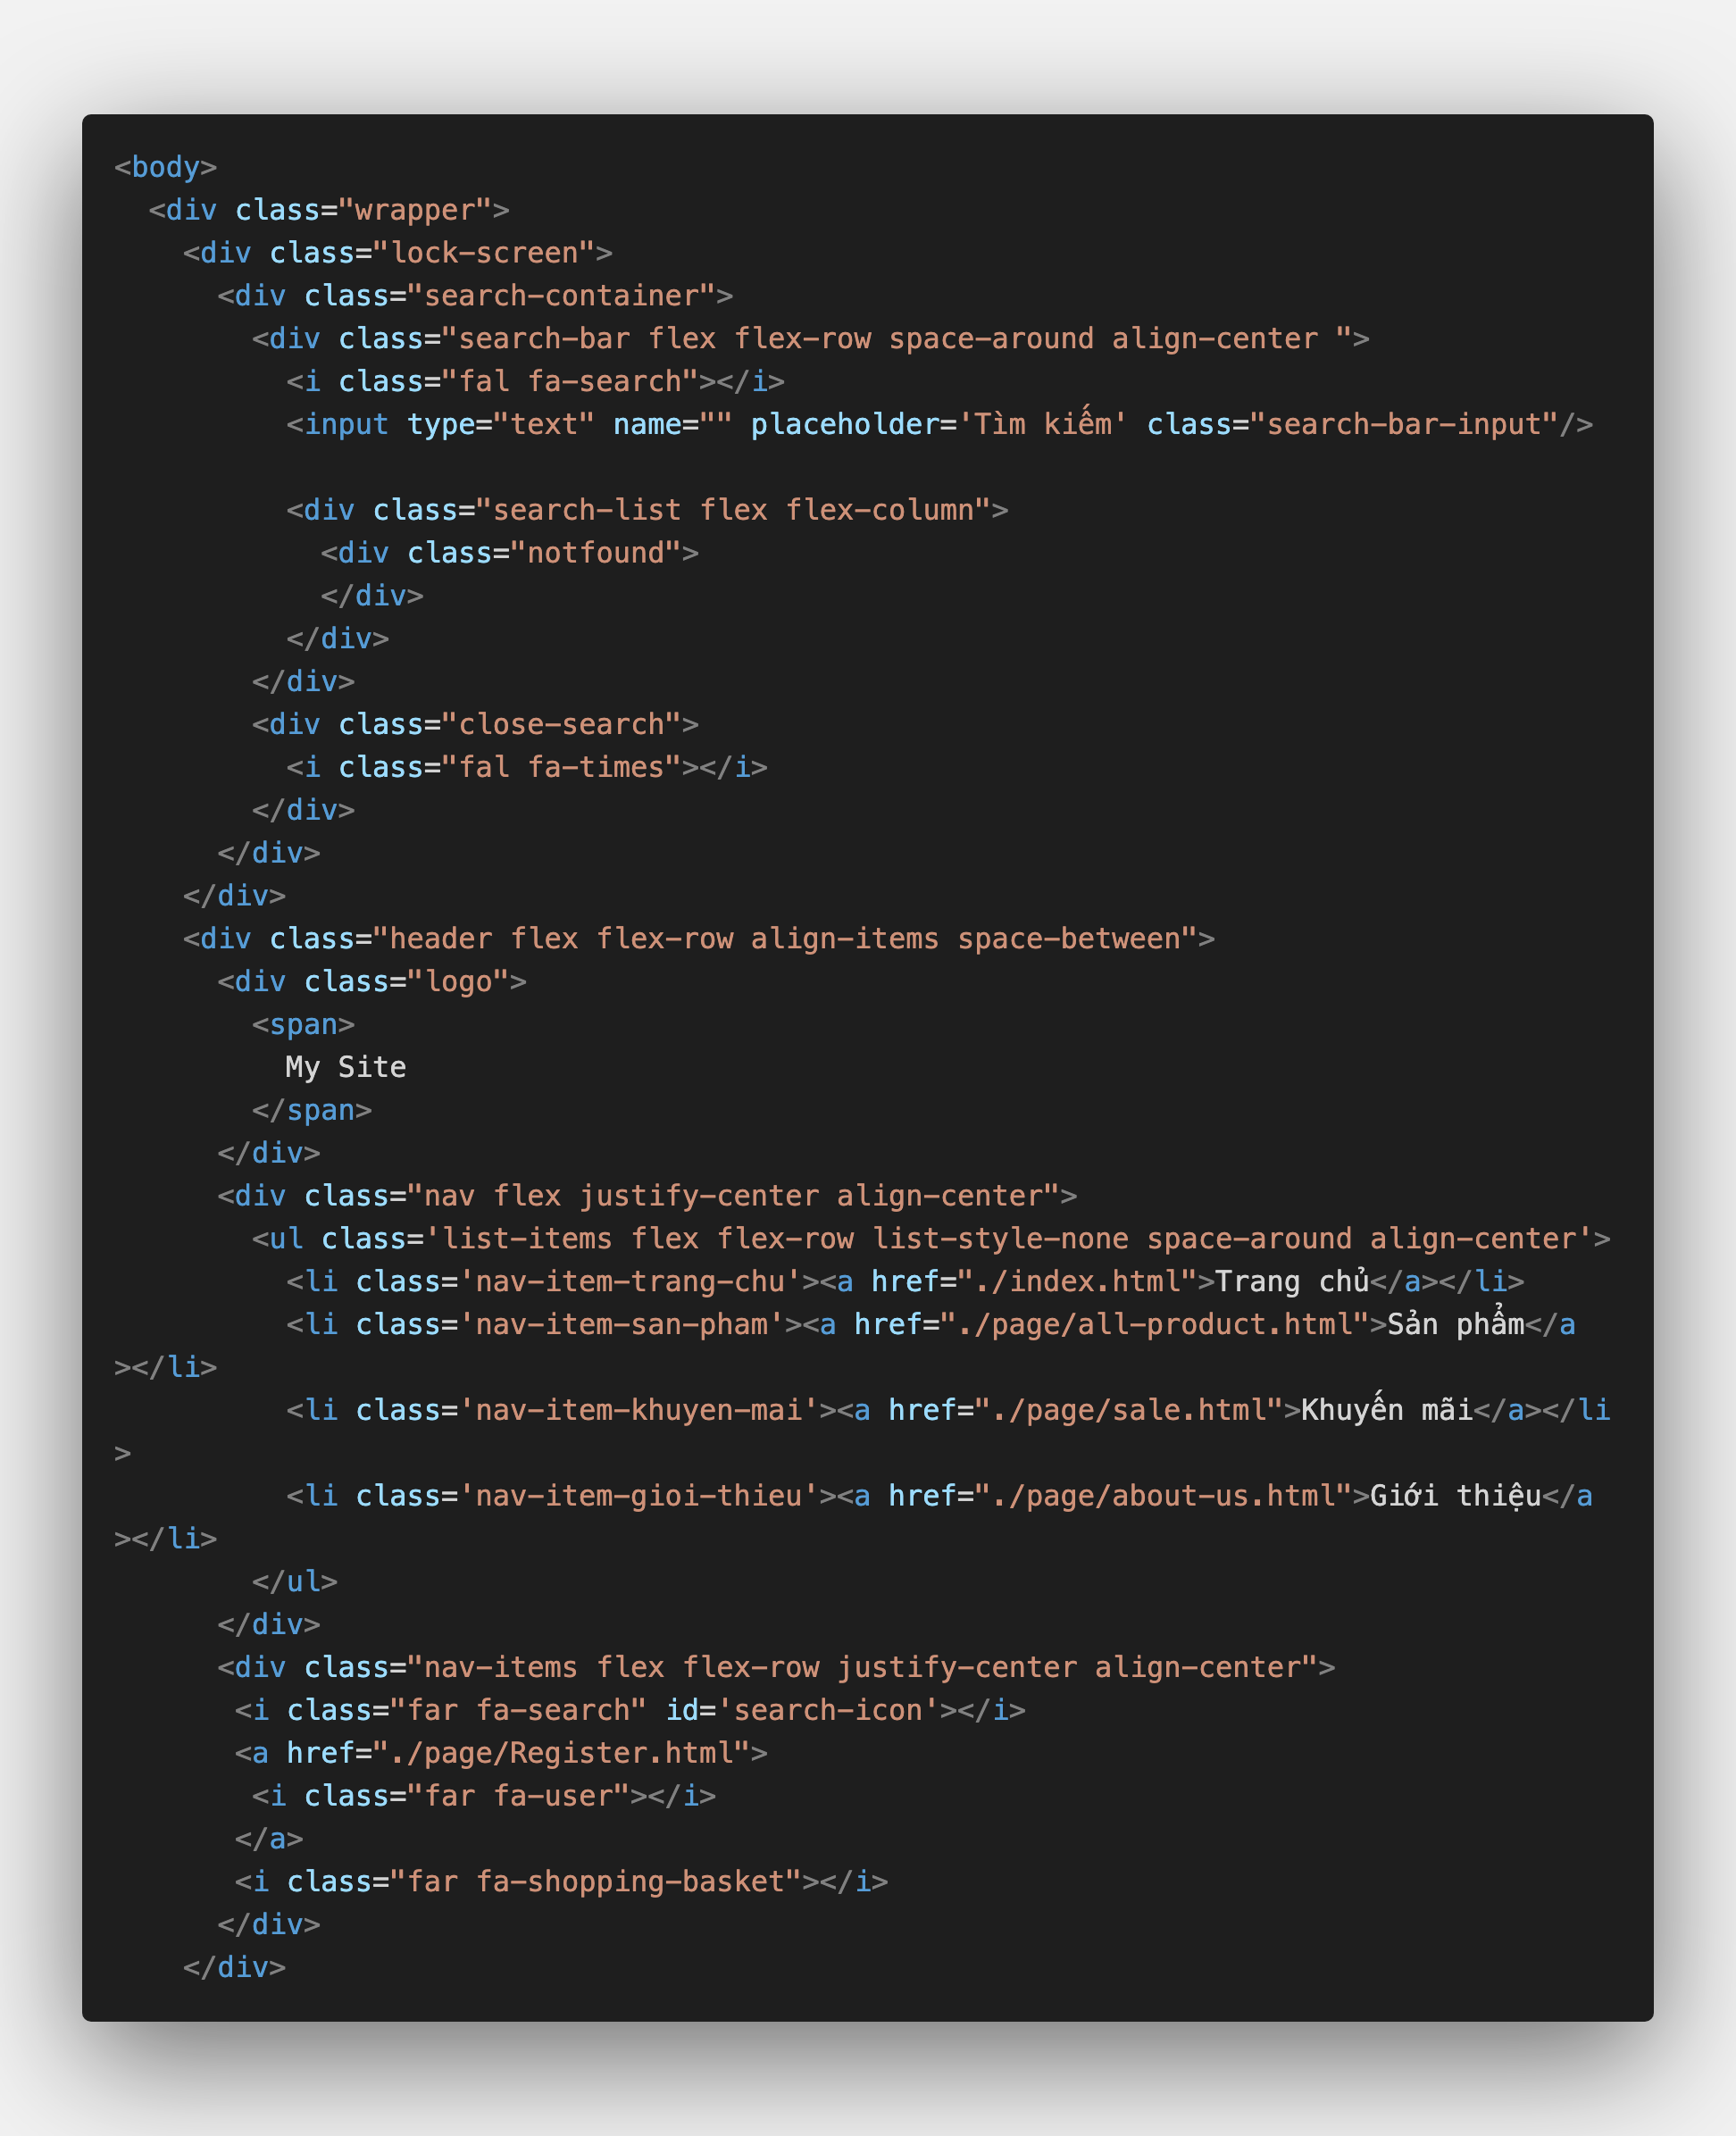 <body>
  <div class="wrapper">
    <div class="lock-screen">
      <div class="search-container">
        <div class="search-bar flex flex-row space-around align-center ">
          <i class="fal fa-search"></i>
          <input type="text" name="" placeholder='Tìm kiếm' class="search-bar-input"/>

          <div class="search-list flex flex-column">
            <div class="notfound">
            </div>
          </div>
        </div>
        <div class="close-search">
          <i class="fal fa-times"></i>
        </div>
      </div>
    </div>
    <div class="header flex flex-row align-items space-between">
      <div class="logo">
        <span>
          My Site
        </span>
      </div>
      <div class="nav flex justify-center align-center">
        <ul class='list-items flex flex-row list-style-none space-around align-center'>
          <li class='nav-item-trang-chu'><a href="./index.html">Trang chủ</a></li>
          <li class='nav-item-san-pham'><a href="./page/all-product.html">Sản phẩm</a
></li>
          <li class='nav-item-khuyen-mai'><a href="./page/sale.html">Khuyến mãi</a></li
>
          <li class='nav-item-gioi-thieu'><a href="./page/about-us.html">Giới thiệu</a
></li>
        </ul>
      </div>
      <div class="nav-items flex flex-row justify-center align-center">
       <i class="far fa-search" id='search-icon'></i>
       <a href="./page/Register.html">
        <i class="far fa-user"></i>
       </a>
       <i class="far fa-shopping-basket"></i>
      </div>
    </div>